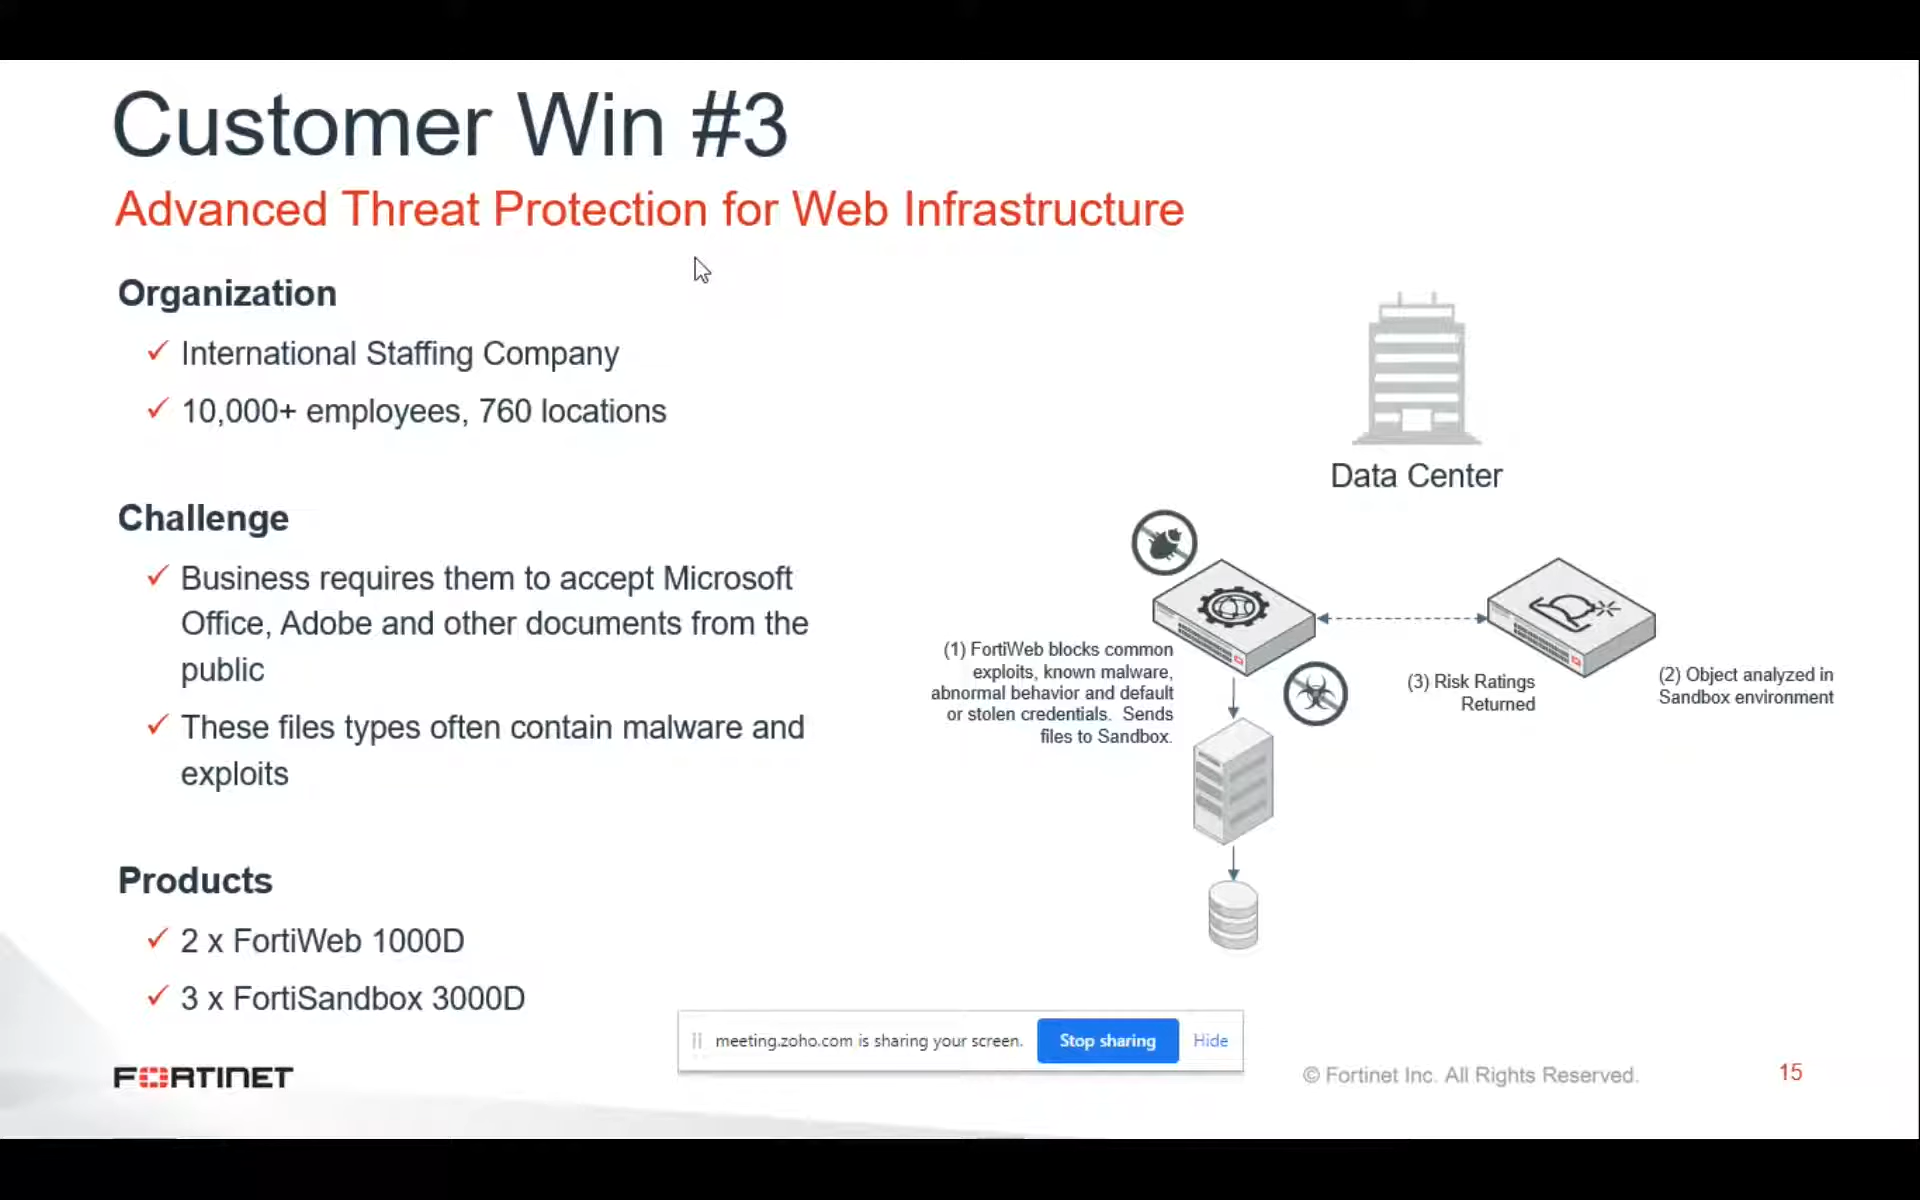 Customer Win #3
Advanced Threat Protection for Web Infrastructure
Organization
✓ International Staffing Company
✓ 10,000+ employees, 760 locations
Challenge
✓ Business requires them to accept Microsoft
Office, Adobe and other documents from the
public
✓ These files types often contain malware and
exploits
Products
✓ 2 x FortiWeb 1000D
✓ 3 x FortiSandbox 3000D
Data Center
(1) FortiWeb blocks common
exploits, known malware,
abnormal behavior and default
or stolen credentials. Sends
files to Sandbox.
(3) Risk Ratings
Returned
(2) Object analyzed in
Sandbox environment
meeting.zoho.com is sharing your screen. Stop sharing Hide
FORTINET
© Fortinet Inc. All Rights Reserved.
15